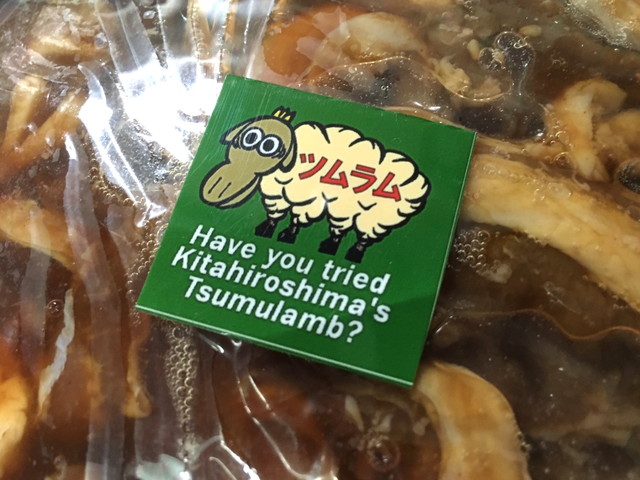 ツムラム
Have you tried
Kitahiroshima's
Tsumulamb?